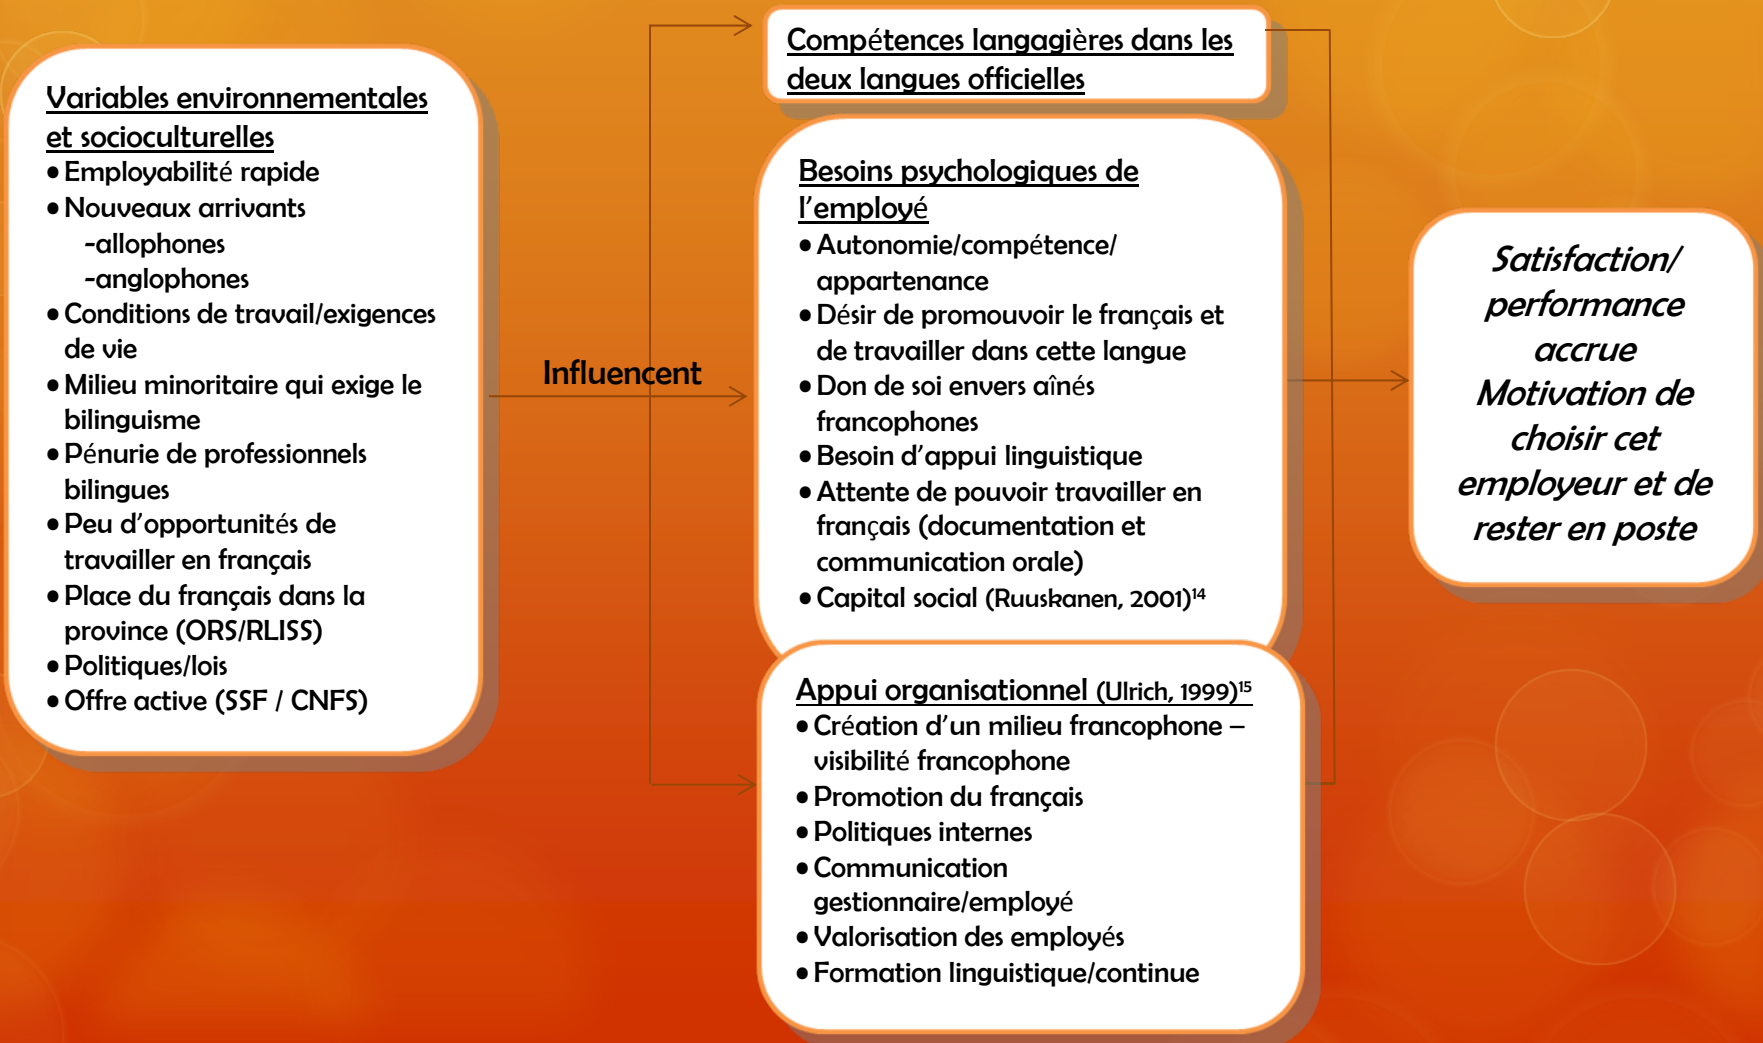 Variables environnementales
et socioculturelles
• Employabilité rapide
• Nouveaux arrivants
-allophones
-anglophones
• Conditions de travail/exigences
de vie
• Milieu minoritaire qui exige le
bilinguisme
• Pénurie de professionnels
bilingues
• Peu d'opportunités de
travailler en français
• Place du français dans la
province (ORS/RLISS)
• Politiques/lois
• Offre active (SSF / CNFS)
Influencent
Compétences langagières dans les
deux langues officielles
Besoins psychologiques de
l'employé
• Autonomie/compétence/
appartenance
• Désir de promouvoir le français et
de travailler dans cette langue
• Don de soi envers aînés
francophones
• Besoin d'appui linguistique
• Attente de pouvoir travailler en
français (documentation et
communication orale)
• Capital social (Ruuskanen, 2001)¹⁴
Appui organisationnel (Ulrich, 1999)¹⁵
• Création d'un milieu francophone –
visibilité francophone
• Promotion du français
• Politiques internes
• Communication
gestionnaire/employé
• Valorisation des employés
• Formation linguistique/continue
Satisfaction/
performance
accrue
Motivation de
choisir cet
employeur et de
rester en poste